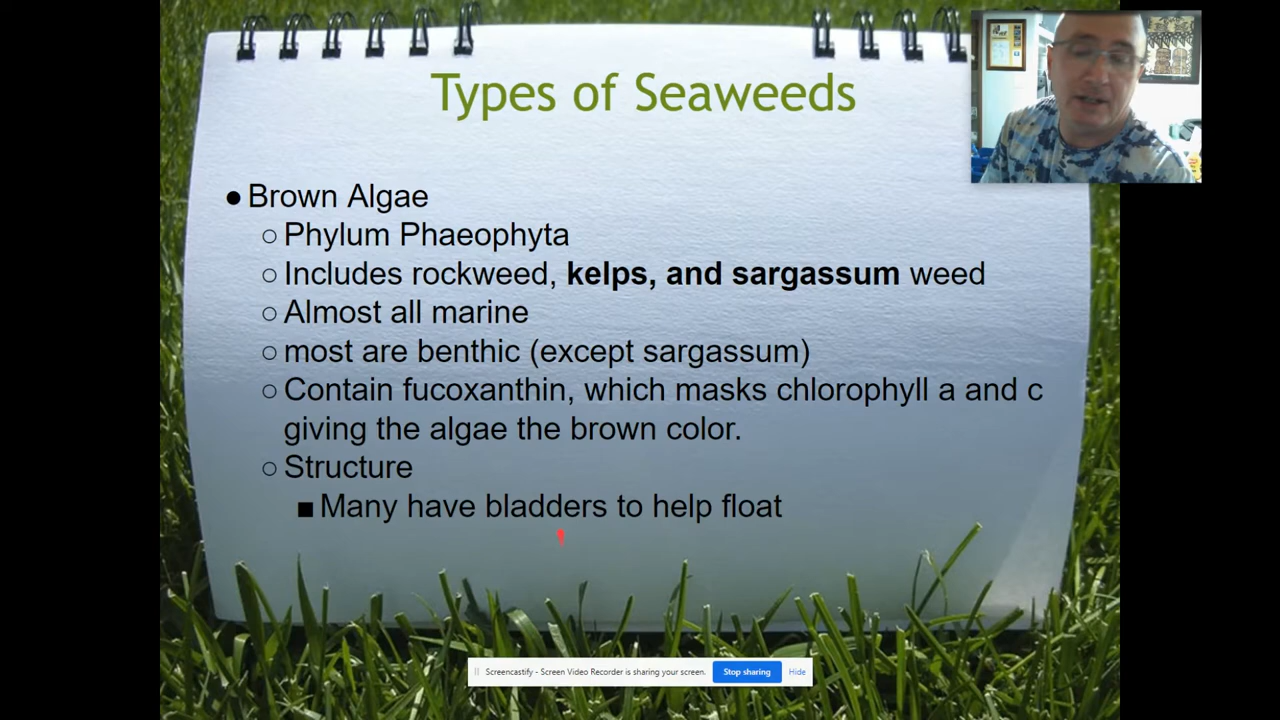 Types of Seaweeds
● Brown Algae
○ Phylum Phaeophyta
○ Includes rockweed, kelps, and sargassum weed
○ Almost all marine
○ most are benthic (except sargassum)
○ Contain fucoxanthin, which masks chlorophyll a and c
giving the algae the brown color.
○ Structure
■ Many have bladders to help float
Screencastify - Screen Video Recorder is sharing your screen. Stop sharing Hide